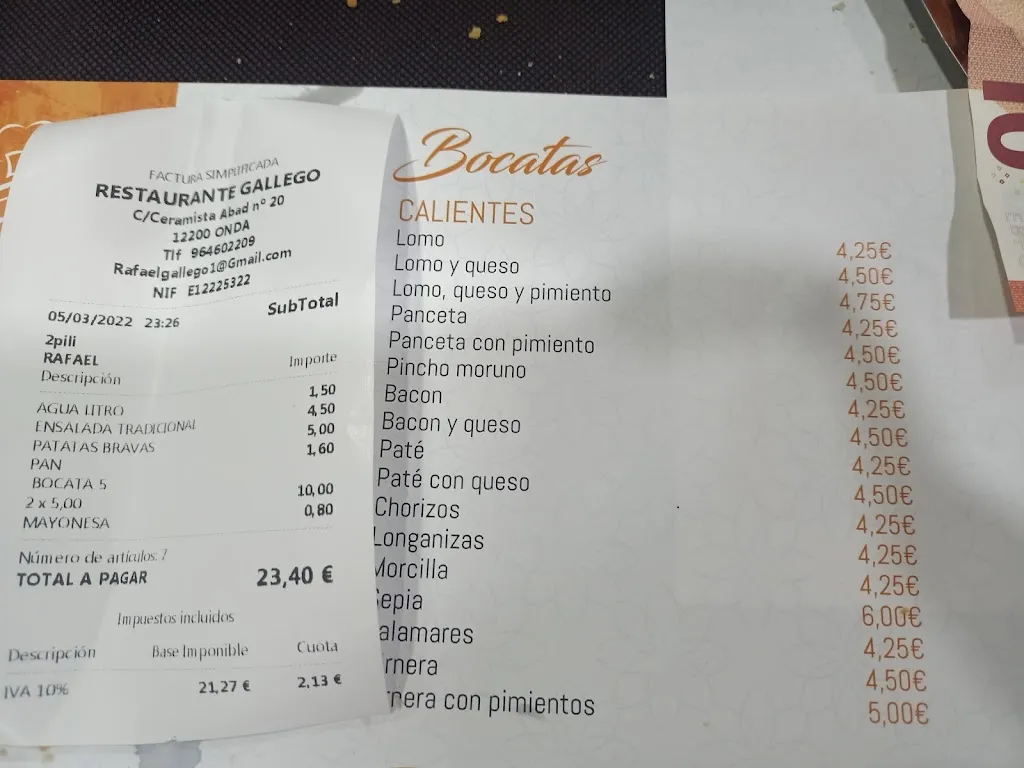 FACTURA SIMPLIFICADA
RESTAURANTE GALLEGO
C/Ceramista Abad nº 20
12200 ONDA
Tlf 964602209
Rafaelgallego1@Gmail.com
NIF E12225322
SubTotal
05/03/2022 23:26
2pili
RAFAEL
Descripción Importe
AGUA LITRO 1,50
ENSALADA TRADICIONAL 4,50
PATATAS BRAVAS 5,00
PAN 1,60
BOCATA 5
2 x 5,00 10,00
MAYONESA 0,80
Número de artículos: 7
TOTAL A PAGAR 23,40 €
Impuestos incluidos
Descripción Base Imponible Cuota
IVA 10% 21,27 € 2,13 €
Bocatas
CALIENTES
Lomo 4,25€
Lomo y queso 4,50€
Lomo, queso y pimiento 4,75€
Panceta 4,25€
Panceta con pimiento 4,50€
Pincho moruno 4,50€
Bacon 4,25€
Bacon y queso 4,50€
Paté 4,25€
Paté con queso 4,50€
Chorizos 4,25€
Longanizas 4,25€
Morcilla 4,25€
Sepia 6,00€
alamares 4,25€
rnera 4,50€
rnera con pimientos 5,00€